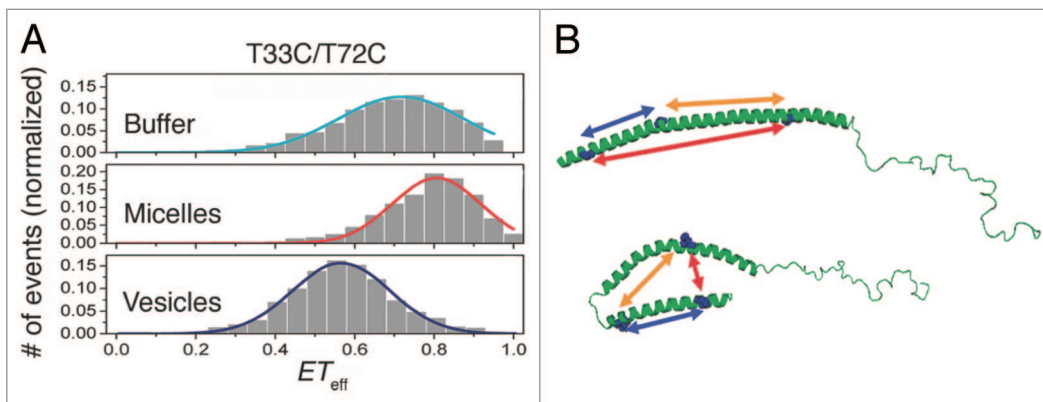 A
T33C/T72C
# of events (normalized)
0.15
0.10
0.05
0.00
Buffer
0.20
0.15
0.10
0.05
0.00
Micelles
0.15
0.10
0.05
0.00
Vesicles
0.0 0.2 0.4 0.6 0.8 1.0
ETeff
B